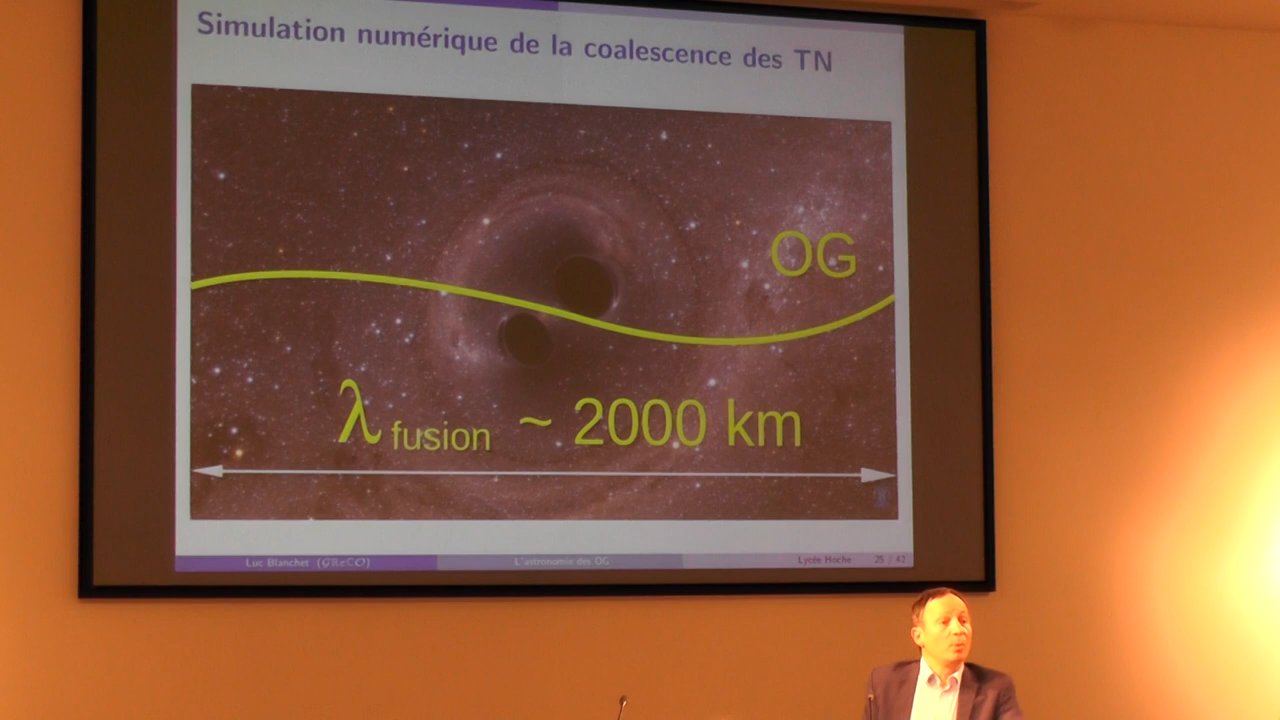 Simulation numérique de la coalescence des TN
OG
λ fusion ~ 2000 km
Luc Blanchet (GReCO) L'astronomie des OG Lycée Hoche 25 / 42